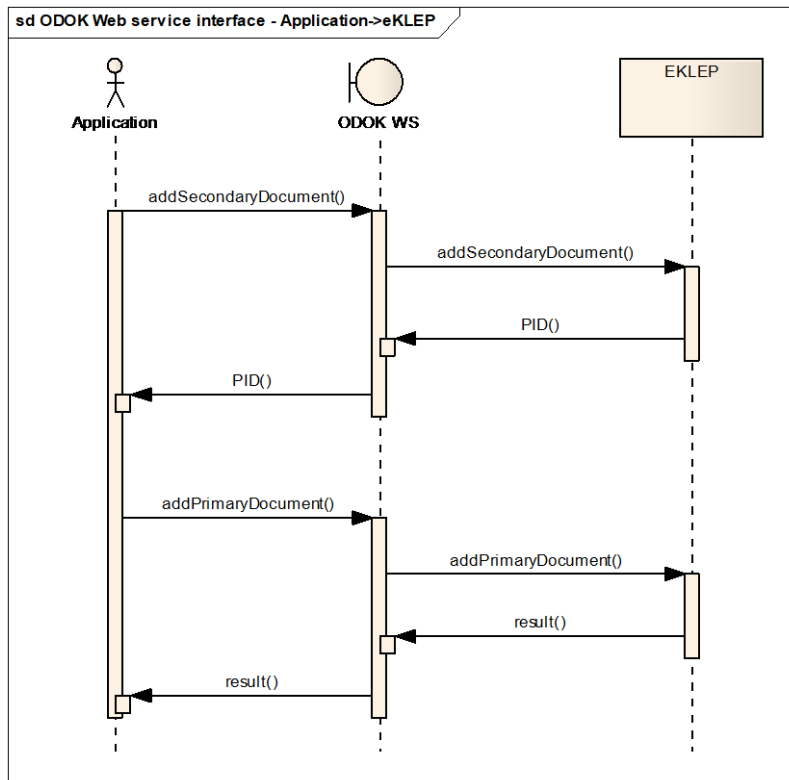 sd ODOK Web service interface - Application->eKLEP
Application
ODOK WS
EKLEP
addSecondaryDocument()
addSecondaryDocument()
PID()
PID()
addPrimaryDocument()
addPrimaryDocument()
result()
result()